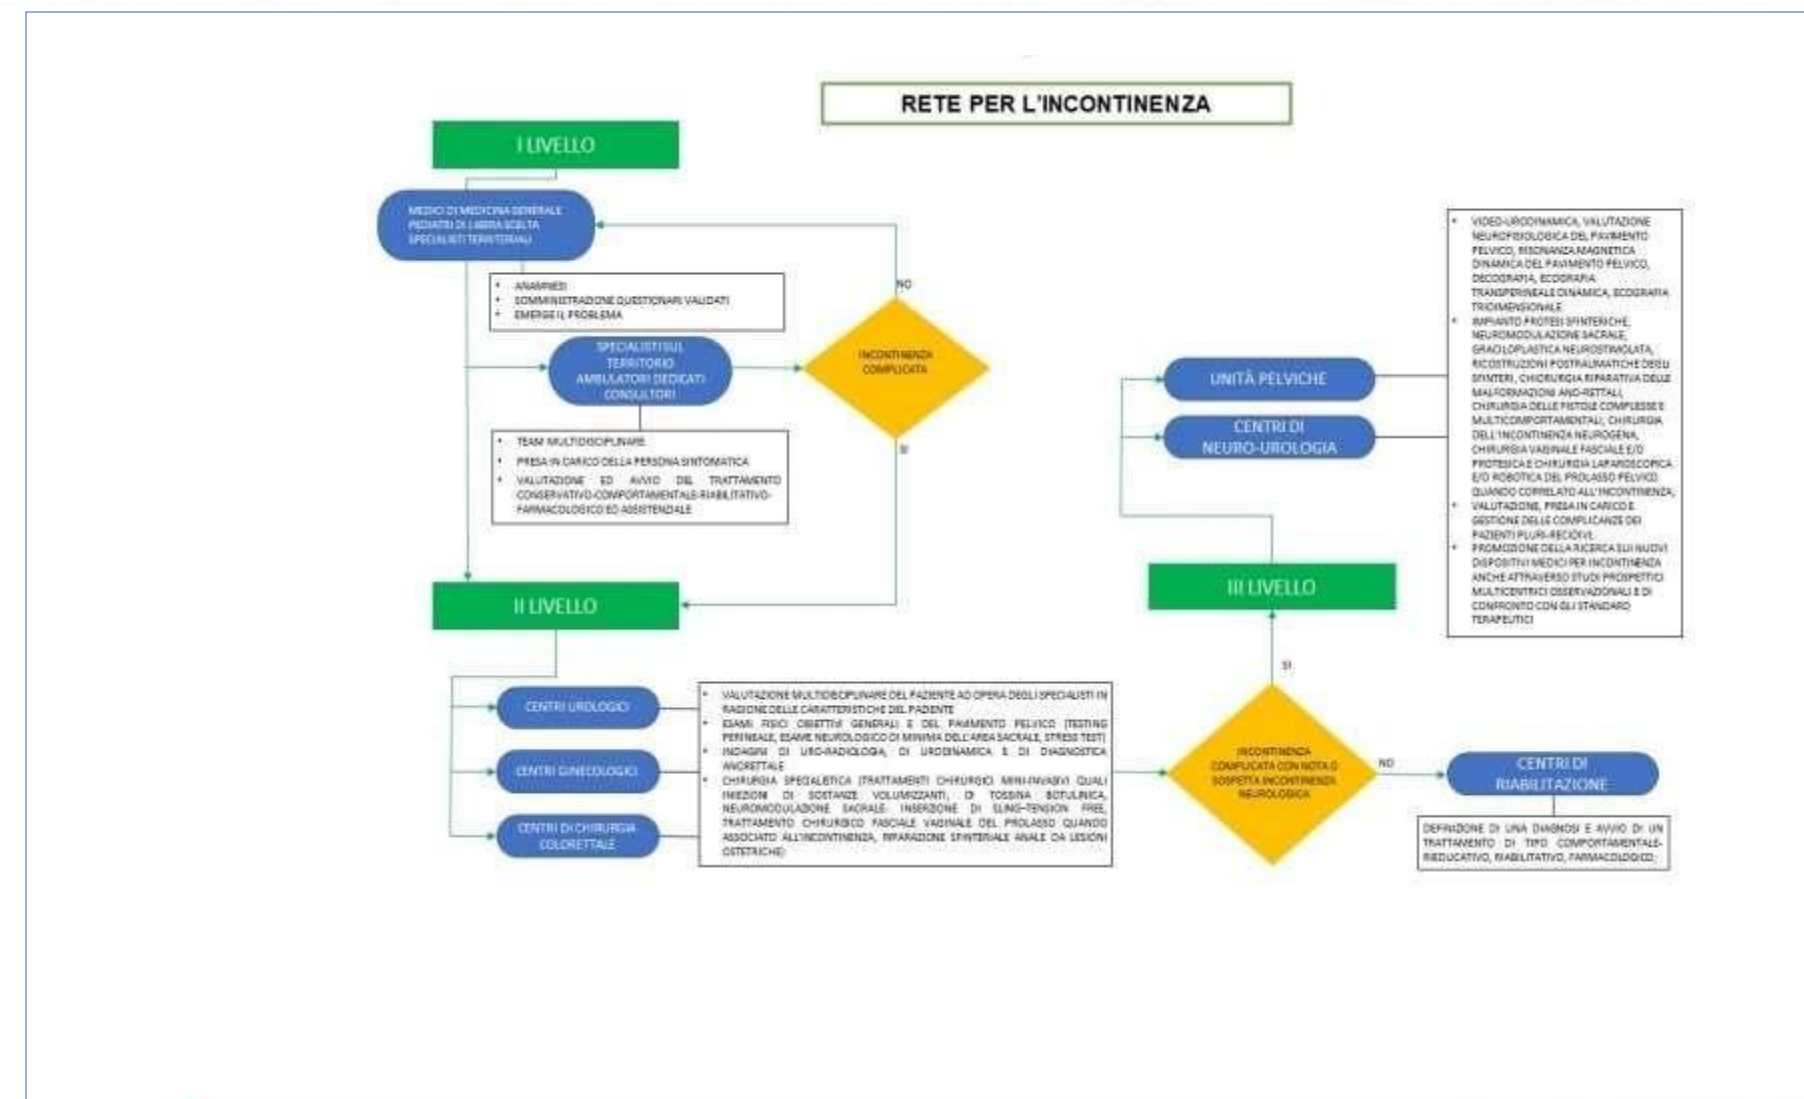 RETE PER L'INCONTINENZA
I LIVELLO
MEDICI DI MEDICINA GENERALE
PEDIATRI DI LIBERA SCELTA
SPECIALISTI TERRITORIALI
• ANAMNESI
• SOMMINISTRAZIONE QUESTIONARI VALIDATI
• EMERGE IL PROBLEMA
SPECIALISTI SUL
TERRITORIO
AMBULATORI DEDICATI
CONSULTORI
• TEAM MULTIDISCIPLINARE
• PRESA IN CARICO DELLA PERSONA SINTOMATICA
• VALUTAZIONE ED AVVIO DEL TRATTAMENTO
CONSERVATIVO-COMPORTAMENTALE-RIABILITATIVO-
FARMACOLOGICO ED ASSISTENZIALE
NO
INCONTINENZA
COMPLICATA
SI
II LIVELLO
CENTRI UROLOGICI
CENTRI GINECOLOGICI
CENTRI DI CHIRURGIA
COLORETTALE
• VALUTAZIONE MULTIDISCIPLINARE DEL PAZIENTE AD OPERA DEGLI SPECIALISTI IN
RAGIONE DELLE CARATTERISTICHE DEL PAZIENTE
• ESAMI FISICI OBIETTIVI GENERALI E DEL PAVIMENTO PELVICO (TESTING
PERINEALE, ESAME NEUROLOGICO DI MINIMA DELL'AREA SACRALE, STRESS TEST)
• INDAGINI DI URO-RADIOLOGIA, DI URODINAMICA E DI DIAGNOSTICA
ANORETTALE
• CHIRURGIA SPECIALISTICA (TRATTAMENTI CHIRURGICI MINI-INVASIVI QUALI
INIEZIONI DI SOSTANZE VOLUMIZZANTI, DI TOSSINA BOTULINICA,
NEUROMODULAZIONE SACRALE- INSERZIONE DI SLING-TENSION FREE,
TRATTAMENTO CHIRURGICO FASCIALE VAGINALE DEL PROLASSO QUANDO
ASSOCIATO ALL'INCONTINENZA, RIPARAZIONE SFINTERIALE ANALE DA LESIONI
OSTETRICHE);
INCONTINENZA
COMPLICATA CON NOTA O
SOSPETTA INCONTINENZA
NEUROLOGICA
SI
NO
III LIVELLO
UNITÀ PELVICHE
CENTRI DI
NEURO-UROLOGIA
• VIDEO-URODINAMICA, VALUTAZIONE
NEUROFISIOLOGICA DEL PAVIMENTO
PELVICO, RISONANZA MAGNETICA
DINAMICA DEL PAVIMENTO PELVICO,
DECOGRAFIA, ECOGRAFIA
TRANSPERINEALE DINAMICA, ECOGRAFIA
TRIDIMENSIONALE
• IMPIANTO PROTESI SFINTERICHE,
NEUROMODULAZIONE SACRALE,
GRACILOPLASTICA NEUROSTIMOLATA,
RICOSTRUZIONI POSTRAUMATICHE DEGLI
SFINTERI, CHIORURGIA RIPARATIVA DELLE
MALFORMAZIONI ANO-RETTALI,
CHIRURGIA DELLE FISTOLE COMPLESSE E
MULTICOMPORTAMENTALI, CHIRURGIA
DELL'INCONTINENZA NEUROGENA,
CHIRURGIA VAGINALE FASCIALE E/O
PROTESICA E CHIRURGIA LAPAROSCOPICA
E/O ROBOTICA DEL PROLASSO PELVICO
QUANDO CORRELATO ALL'INCONTINENZA;
• VALUTAZIONE, PRESA IN CARICO E
GESTIONE DELLE COMPLICANZE DEI
PAZIENTI PLURI-RECIDIVI;
• PROMOZIONE DELLA RICERCA SUI NUOVI
DISPOSITIVI MEDICI PER INCONTINENZA
ANCHE ATTRAVERSO STUDI PROSPETTICI
MULTICENTRICI OSSERVAZIONALI E DI
CONFRONTO CON GLI STANDARD
TERAPEUTICI
CENTRI DI
RIABILITAZIONE
DEFINIZIONE DI UNA DIAGNOSI E AVVIO DI UN
TRATTAMENTO DI TIPO COMPORTAMENTALE-
RIEDUCATIVO, RIABILITATIVO, FARMACOLOGICO;